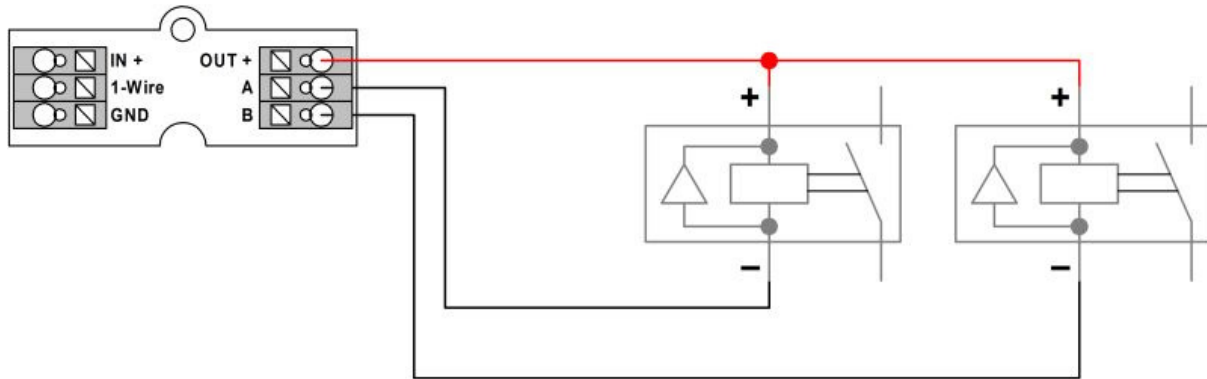 IN +
OUT +
1-Wire
A
GND
B
+
+
−
−